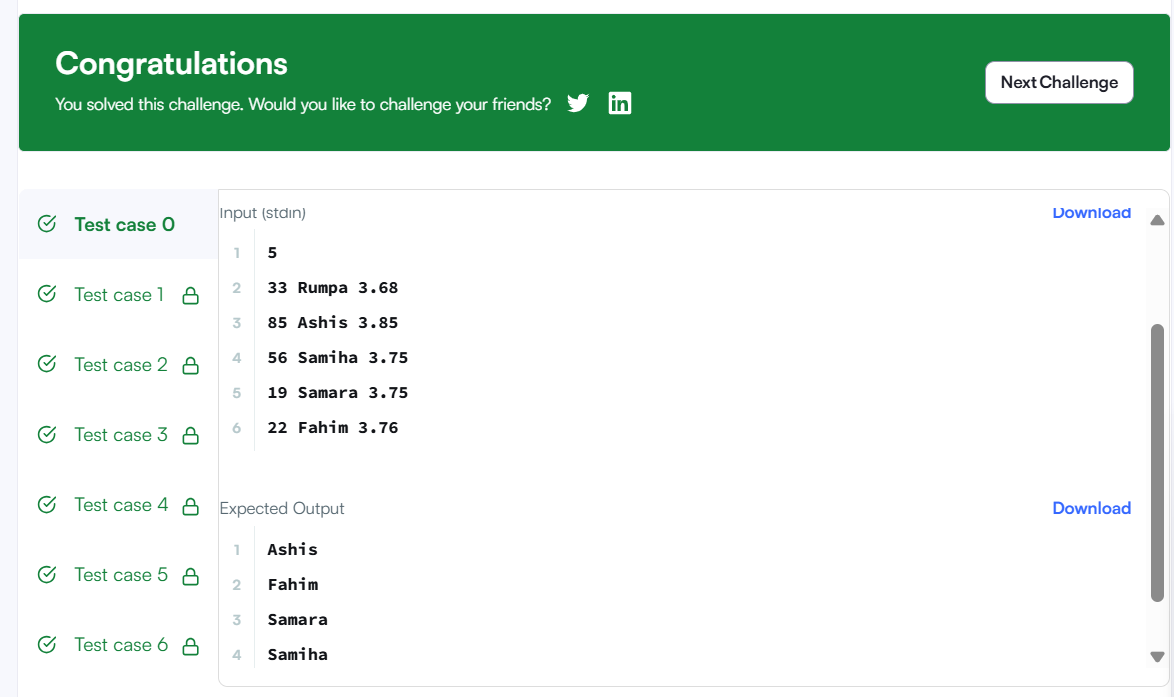 Congratulations
You solved this challenge. Would you like to challenge your friends?
Next Challenge
Test case 0
Test case 1
Test case 2
Test case 3
Test case 4
Test case 5
Test case 6
Input (stdin)
Download
1 5
2 33 Rumpa 3.68
3 85 Ashis 3.85
4 56 Samiha 3.75
5 19 Samara 3.75
6 22 Fahim 3.76
Expected Output
Download
1 Ashis
2 Fahim
3 Samara
4 Samiha